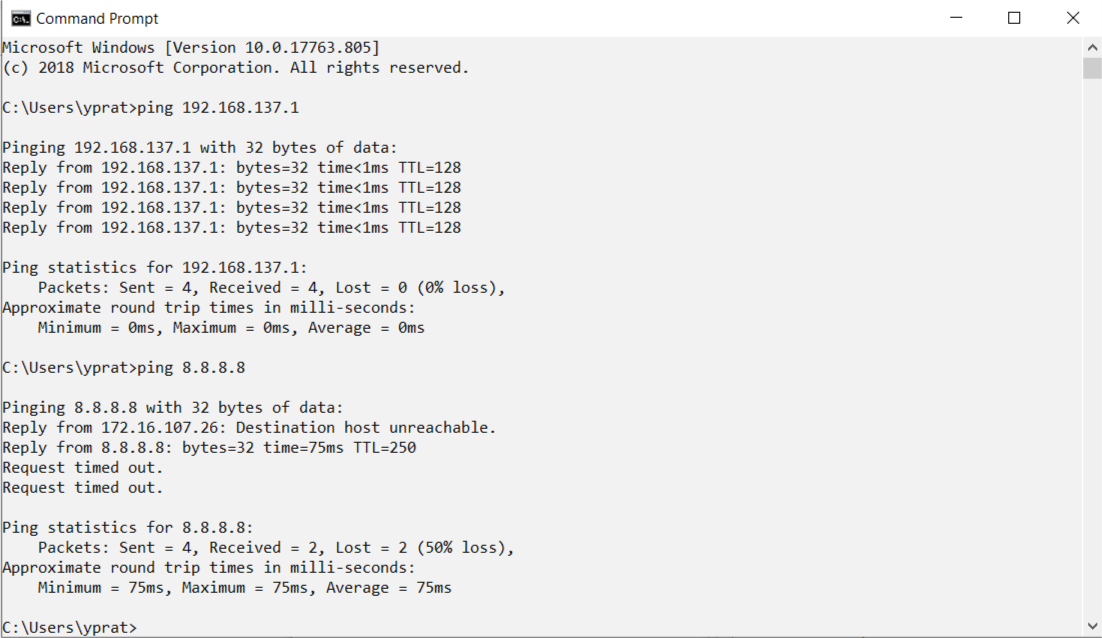 Command Prompt
Microsoft Windows [Version 10.0.17763.805]
(c) 2018 Microsoft Corporation. All rights reserved.
C:\Users\yprat>ping 192.168.137.1
Pinging 192.168.137.1 with 32 bytes of data:
Reply from 192.168.137.1: bytes=32 time<1ms TTL=128
Reply from 192.168.137.1: bytes=32 time<1ms TTL=128
Reply from 192.168.137.1: bytes=32 time<1ms TTL=128
Reply from 192.168.137.1: bytes=32 time<1ms TTL=128
Ping statistics for 192.168.137.1:
    Packets: Sent = 4, Received = 4, Lost = 0 (0% loss),
Approximate round trip times in milli-seconds:
    Minimum = 0ms, Maximum = 0ms, Average = 0ms
C:\Users\yprat>ping 8.8.8.8
Pinging 8.8.8.8 with 32 bytes of data:
Reply from 172.16.107.26: Destination host unreachable.
Reply from 8.8.8.8: bytes=32 time=75ms TTL=250
Request timed out.
Request timed out.
Ping statistics for 8.8.8.8:
    Packets: Sent = 4, Received = 2, Lost = 2 (50% loss),
Approximate round trip times in milli-seconds:
    Minimum = 75ms, Maximum = 75ms, Average = 75ms
C:\Users\yprat>